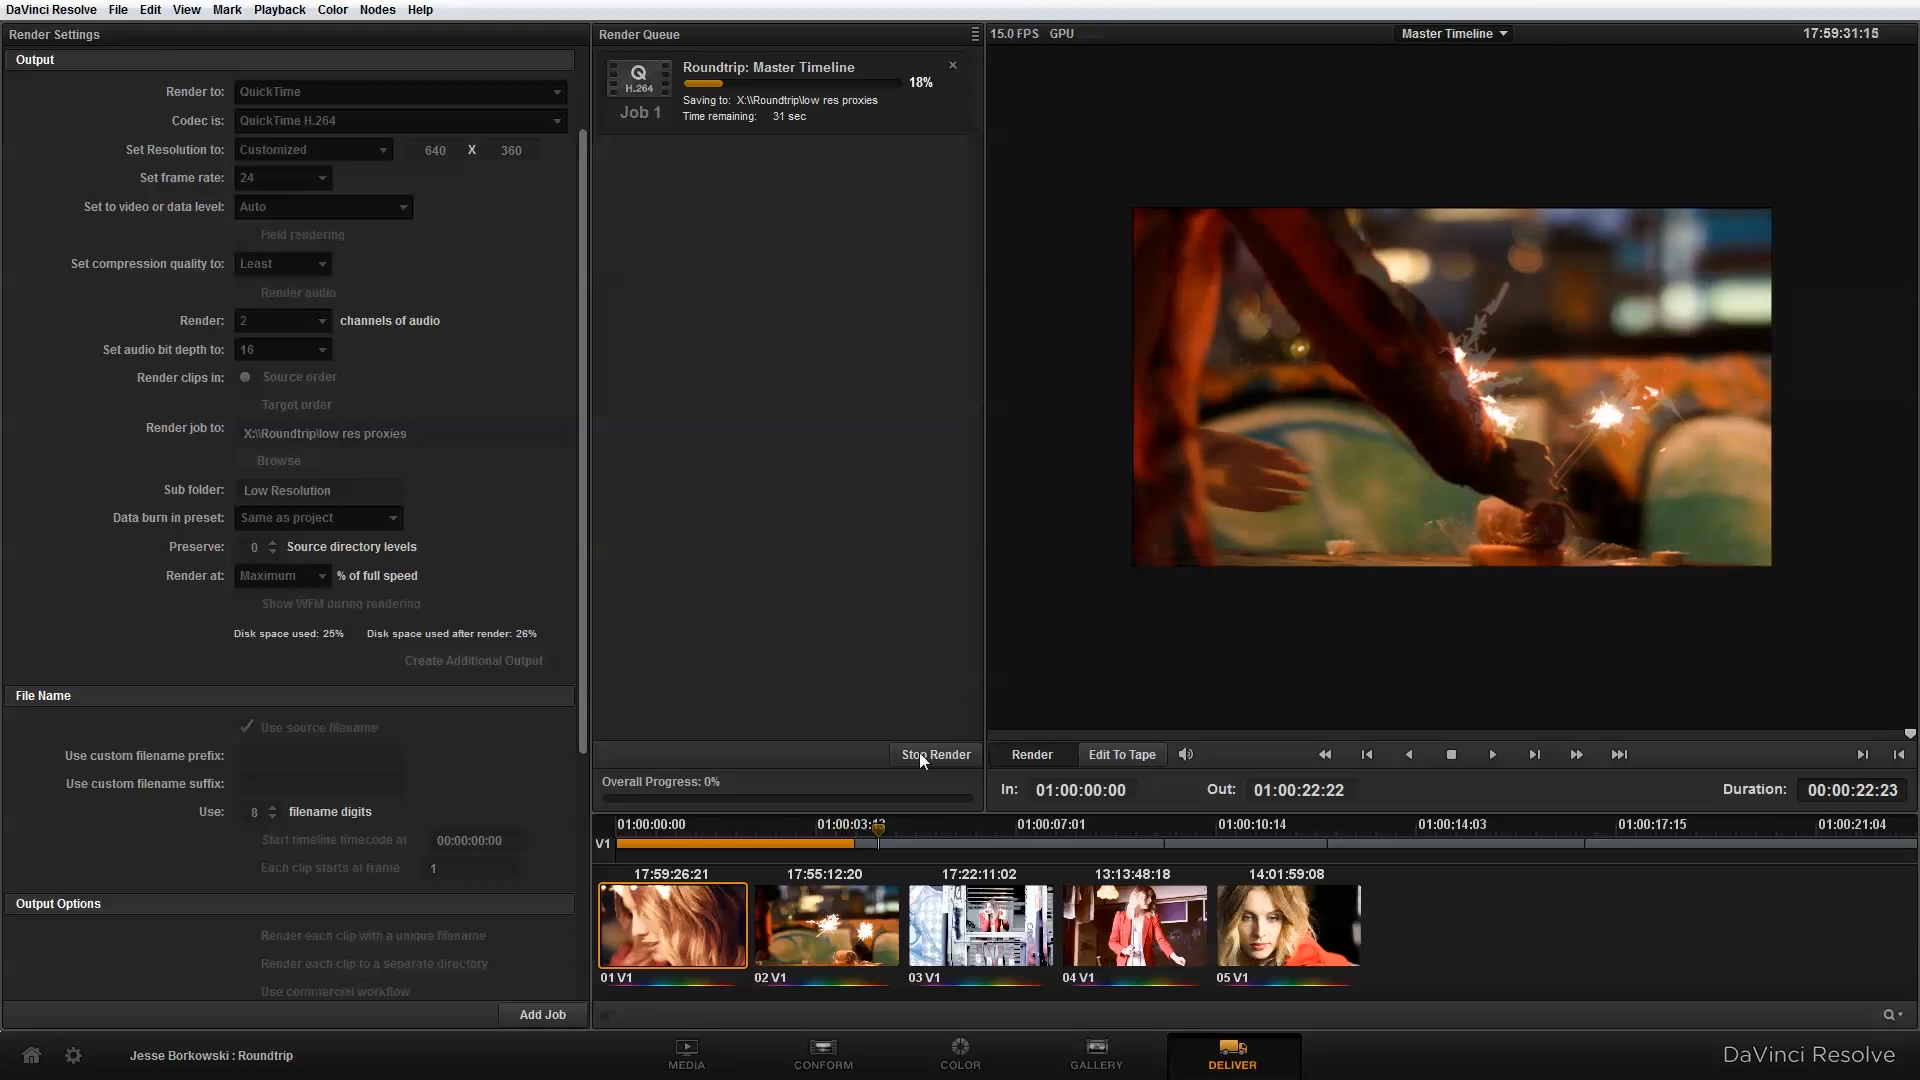 DaVinci Resolve File Edit View Mark Playback Color Nodes Help
Render Settings
Output
Render to: QuickTime
Codec is: QuickTime H.264
Set Resolution to: Customized 640 X 360
Set frame rate: 24
Set to video or data level: Auto
Field rendering
Set compression quality to: Least
Render audio
Render: 2 channels of audio
Set audio bit depth to: 16
Render clips in: Source order
Target order
Render job to: X:\\Roundtrip\low res proxies
Browse
Sub folder: Low Resolution
Data burn in preset: Same as project
Preserve: 0 Source directory levels
Render at: Maximum % of full speed
Show WFM during rendering
Disk space used: 25% Disk space used after render: 26%
Create Additional Output
File Name
Use source filename
Use custom filename prefix:
Use custom filename suffix:
Use: 8 filename digits
Start timeline timecode at 00:00:00:00
Each clip starts at frame 1
Output Options
Render each clip with a unique filename
Render each clip to a separate directory
Use commercial workflow
Add Job
Render Queue
Q H.264
Job 1
Roundtrip: Master Timeline
18%
Saving to: X:\\Roundtrip\low res proxies
Time remaining: 31 sec
Stop Render
Overall Progress: 0%
15.0 FPS GPU Master Timeline 17:59:31:15
Render Edit To Tape
In: 01:00:00:00 Out: 01:00:22:22 Duration: 00:00:22:23
01:00:00:00 01:00:03:13 01:00:07:01 01:00:10:14 01:00:14:03 01:00:17:15 01:00:21:04
V1
17:59:26:21 17:55:12:20 17:22:11:02 13:13:48:18 14:01:59:08
01 V1 02 V1 03 V1 04 V1 05 V1
Jesse Borkowski : Roundtrip
MEDIA CONFORM COLOR GALLERY DELIVER
DaVinci Resolve